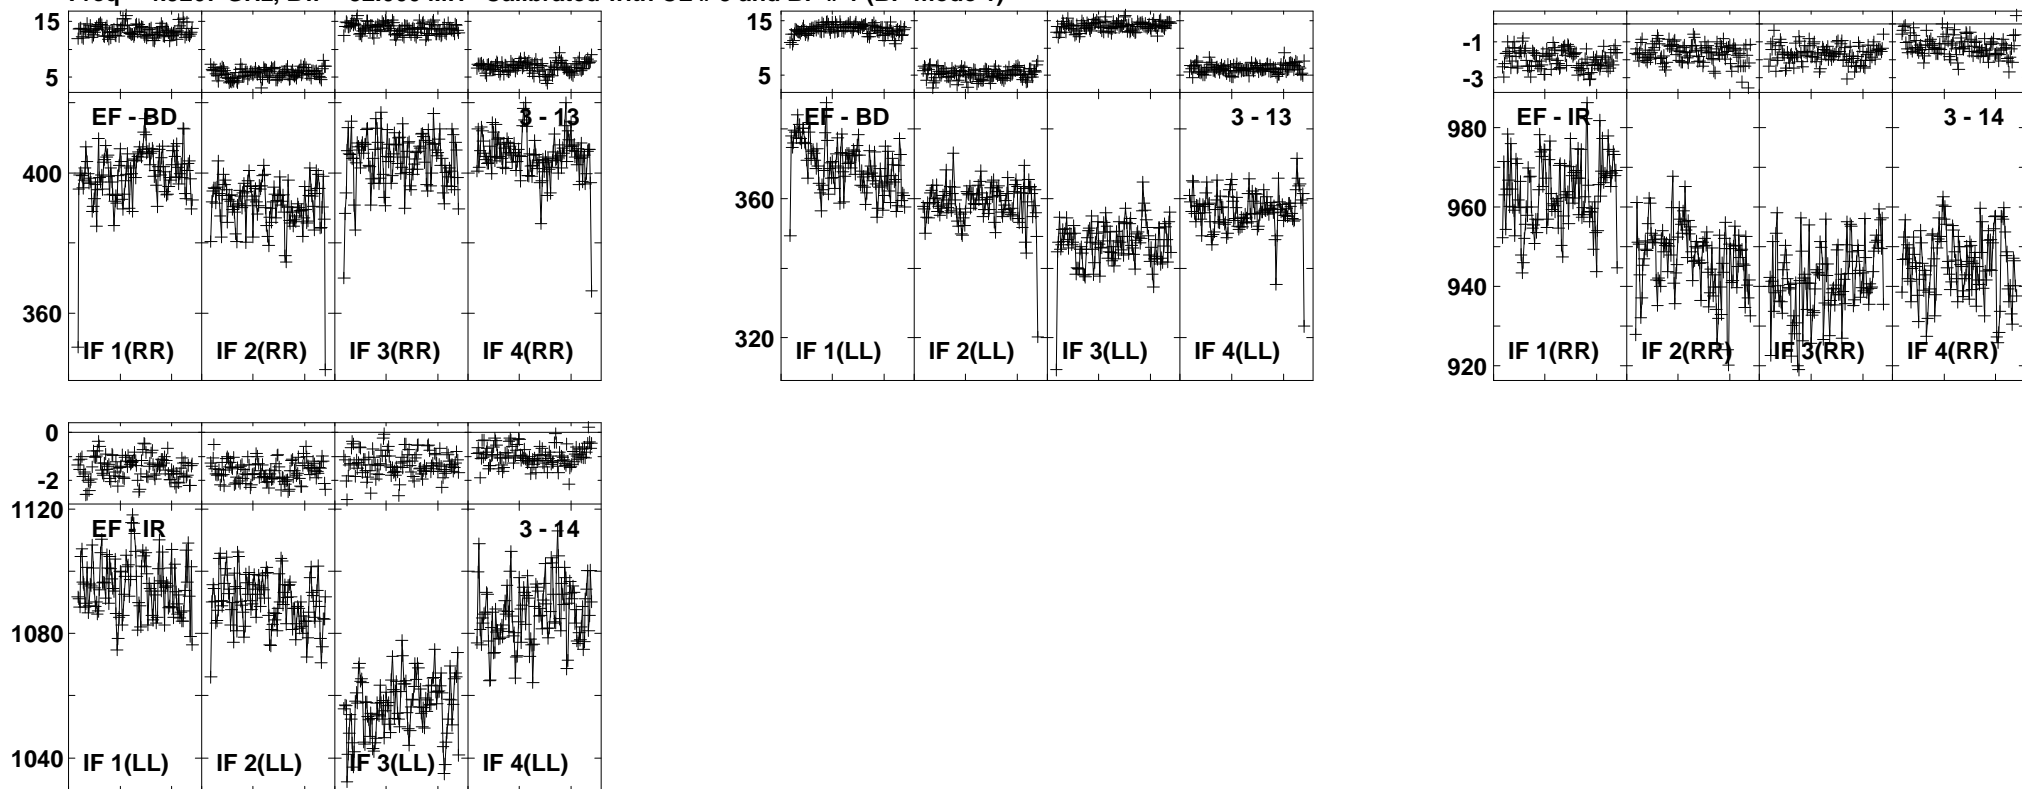 15
5
EF - BD
3 - 13
400
360
IF 1(RR)
IF 2(RR)
IF 3(RR)
IF 4(RR)
15
5
EF - BD
3 - 13
360
320
IF 1(LL)
IF 2(LL)
IF 3(LL)
IF 4(LL)
-1
-3
EF - IR
3 - 14
980
960
940
920
IF 1(RR)
IF 2(RR)
IF 3(RR)
IF 4(RR)
0
-2
1120
EF - IR
3 - 14
1080
1040
IF 1(LL)
IF 2(LL)
IF 3(LL)
IF 4(LL)